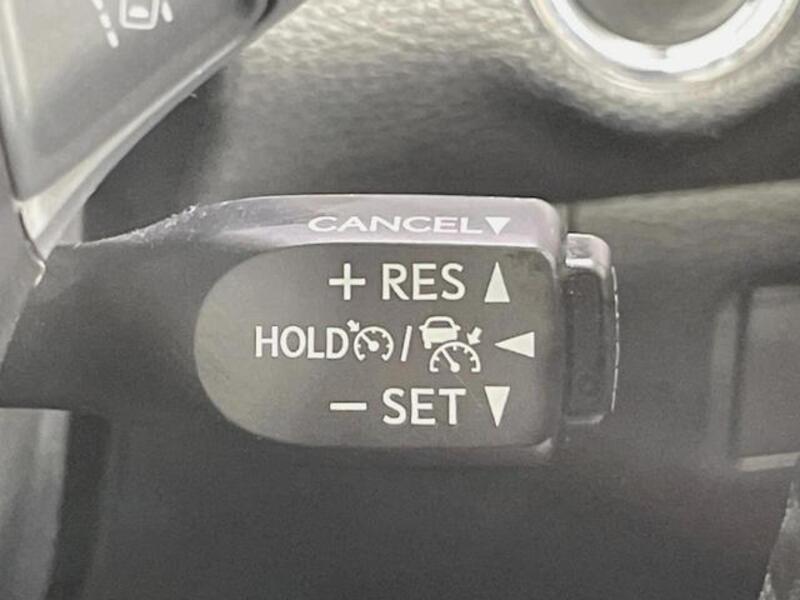 CANCEL▼
+ RES ▲
HOLD / ◀
− SET ▼